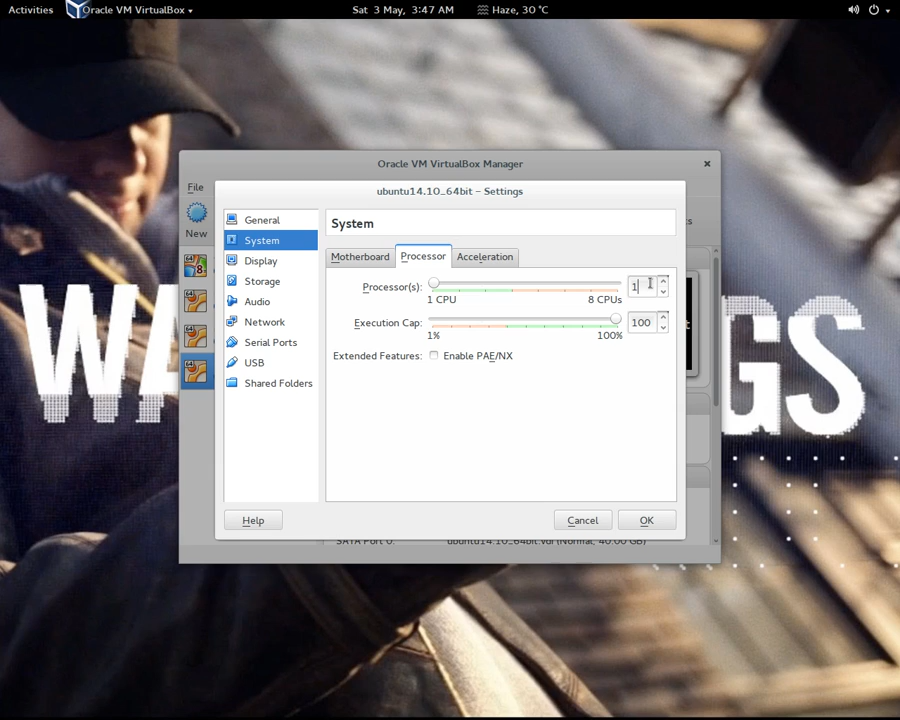 Activities Oracle VM VirtualBox Sat 3 May, 3:47 AM Haze, 30 °C
Oracle VM VirtualBox Manager
File
ubuntu14.10_64bit – Settings
General
System
System
New
Motherboard Processor Acceleration
Display
Storage
Processor(s): 1
1 CPU 8 CPUs
Audio
Network
Execution Cap: 100
1% 100%
Serial Ports
Extended Features: Enable PAE/NX
USB
Shared Folders
WA GS
Help Cancel OK
SATA Port 0: ubuntu14.10_64bit.vdi (Normal, 40.00 GB)